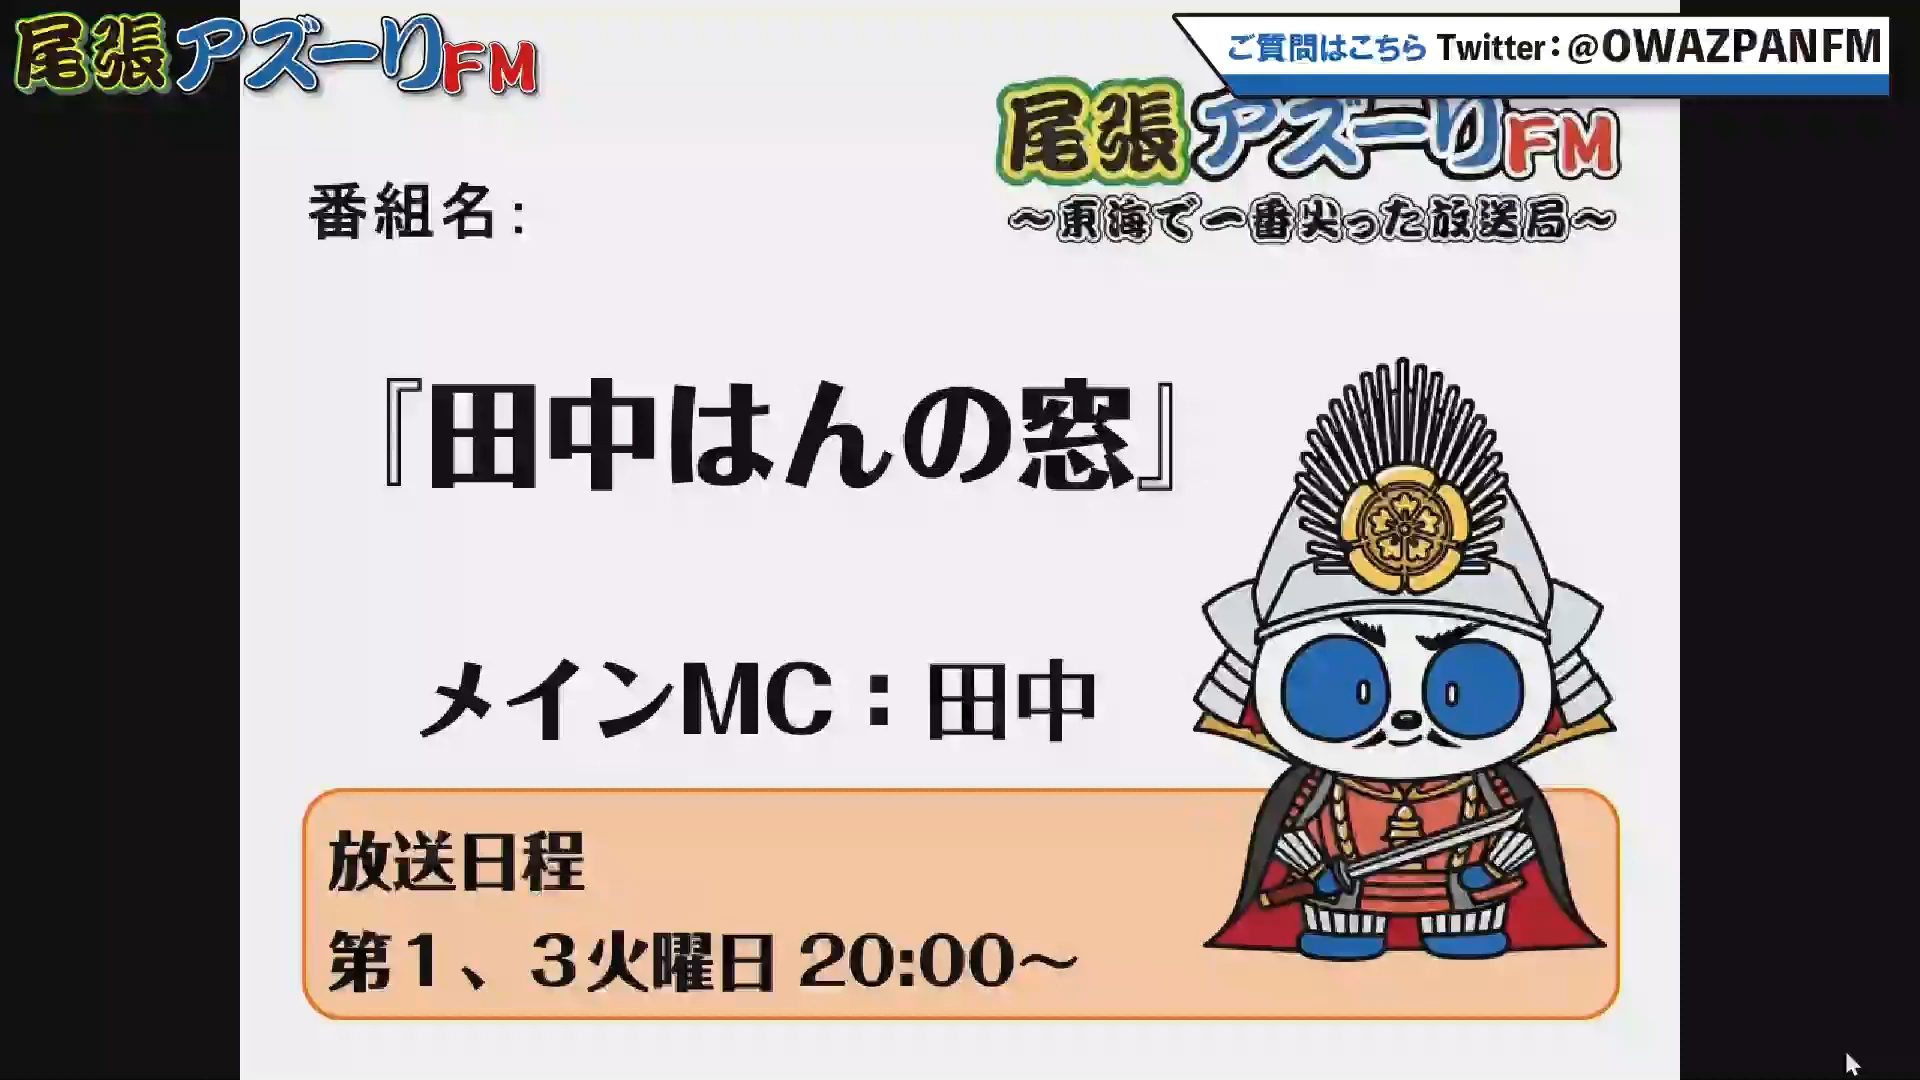 尾張アズーりFM
ご質問はこちら Twitter:@OWAZPANFM
尾張アズーりFM
～東海で一番尖った放送局～
番組名:
『田中はんの窓』
メインMC：田中
放送日程
第１、３火曜日 20:00～